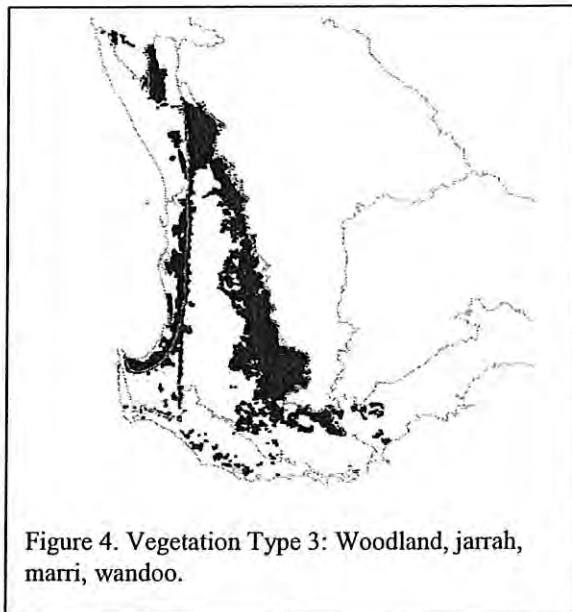 Figure 4. Vegetation Type 3: Woodland, jarrah,
marri, wandoo.